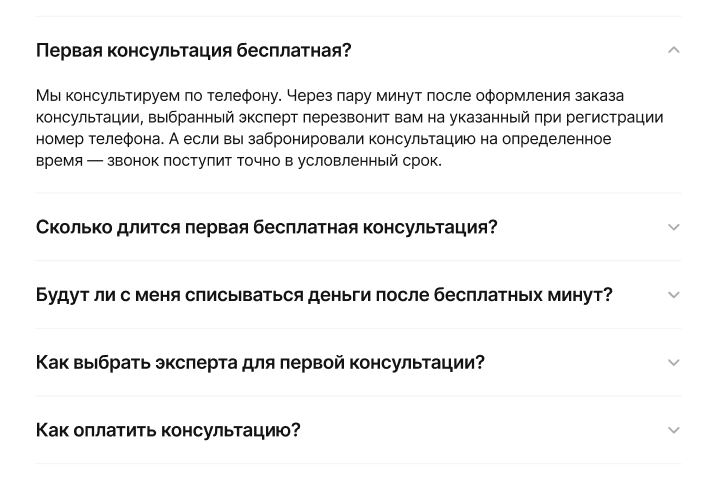 Первая консультация бесплатная?
Мы консультируем по телефону. Через пару минут после оформления заказа
консультации, выбранный эксперт перезвонит вам на указанный при регистрации
номер телефона. А если вы забронировали консультацию на определенное
время — звонок поступит точно в условленный срок.
Сколько длится первая бесплатная консультация?
Будут ли с меня списываться деньги после бесплатных минут?
Как выбрать эксперта для первой консультации?
Как оплатить консультацию?